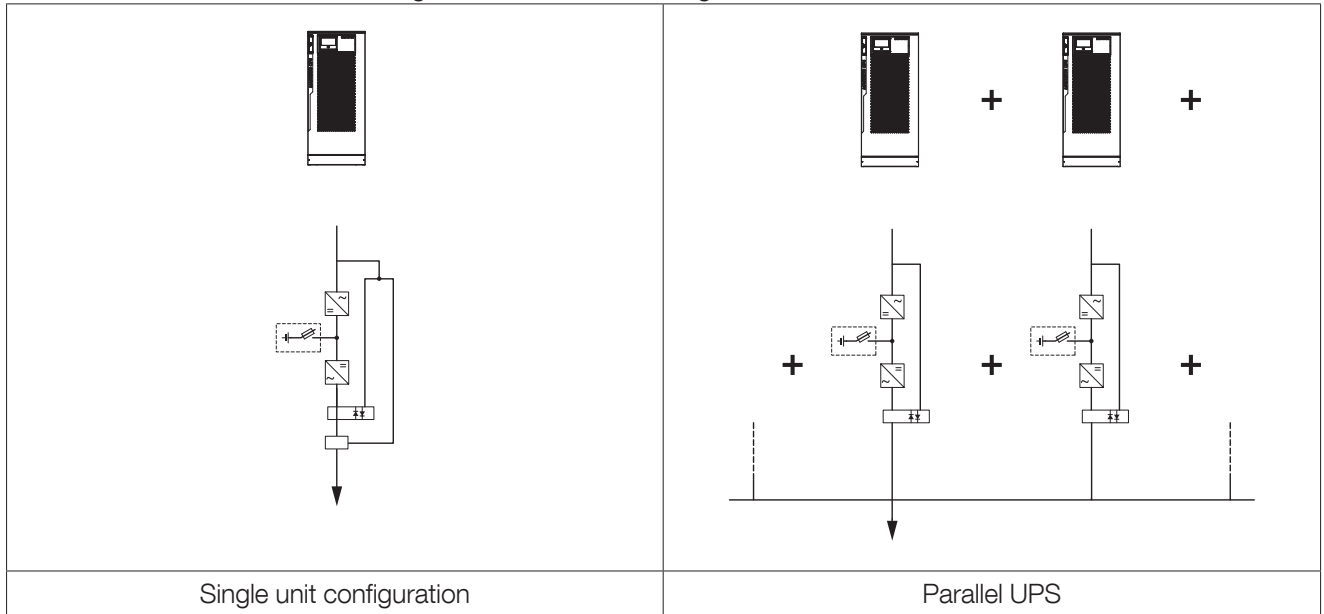 + +
+ + +
Single unit configuration
Parallel UPS